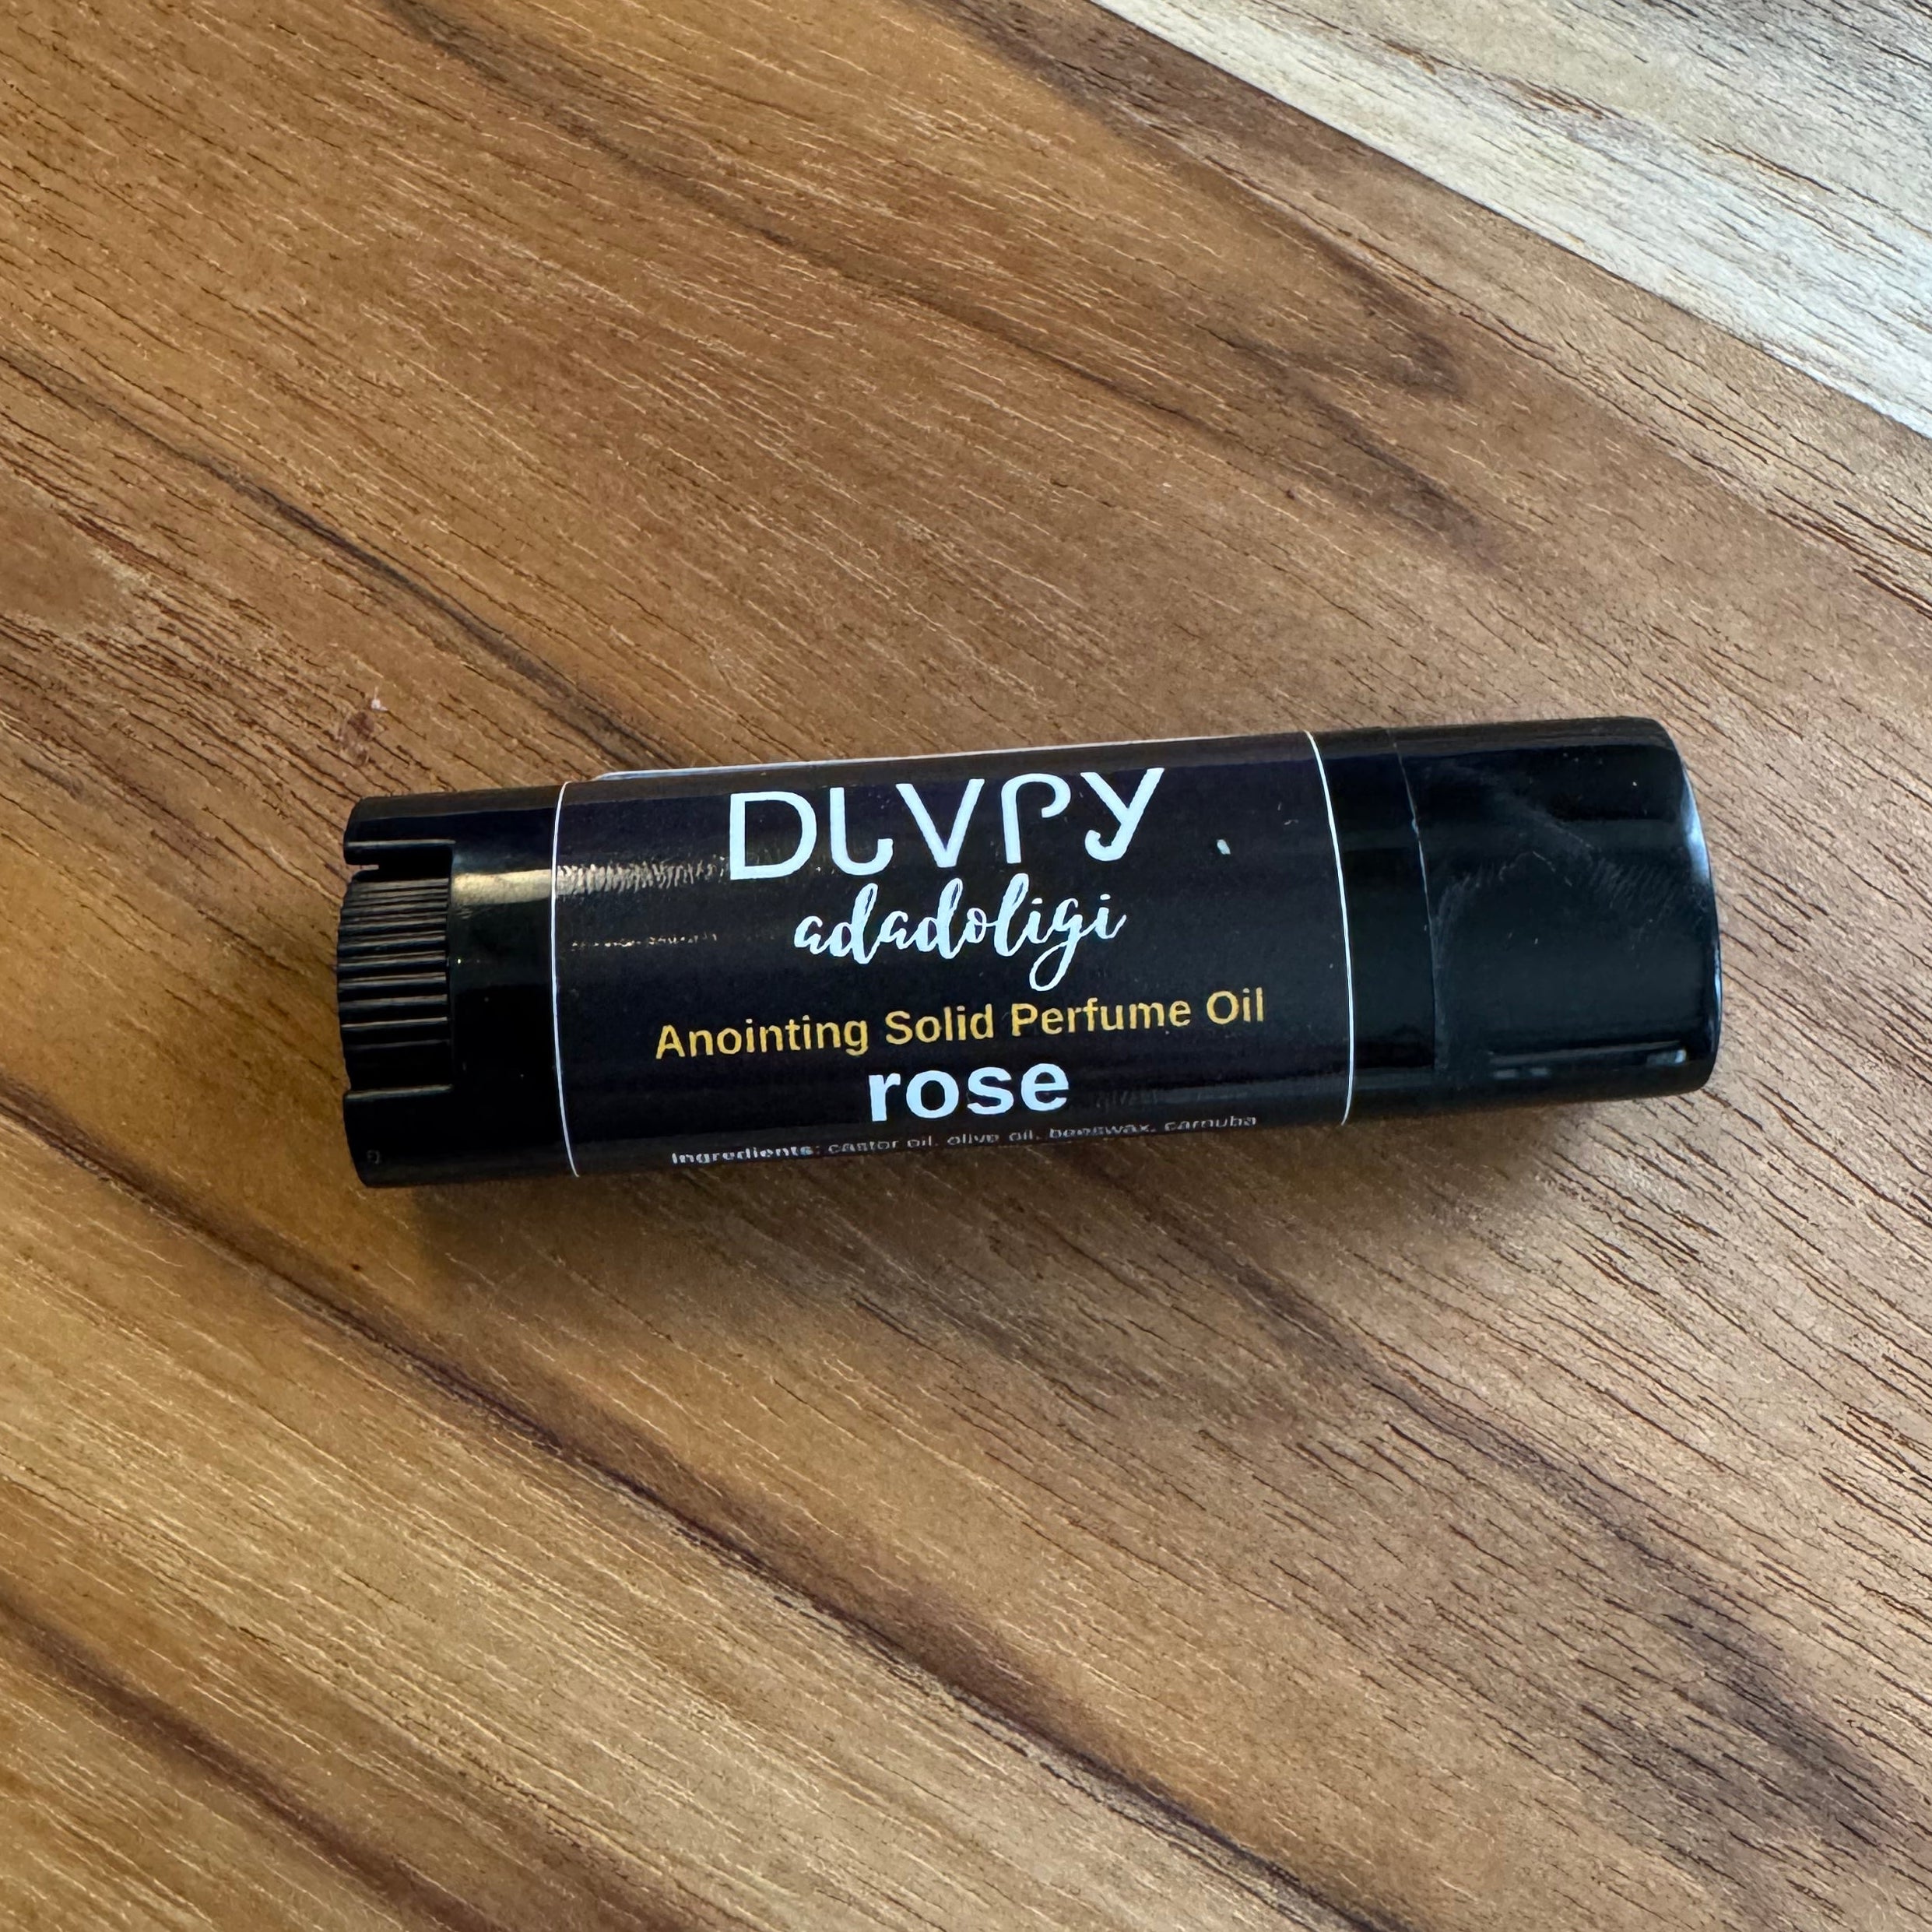 ᎠᏓᏙᎵᎩ
adadoligi
Anointing Solid Perfume Oil
rose
Ingredients: castor oil, olive oil, beeswax, carnuba